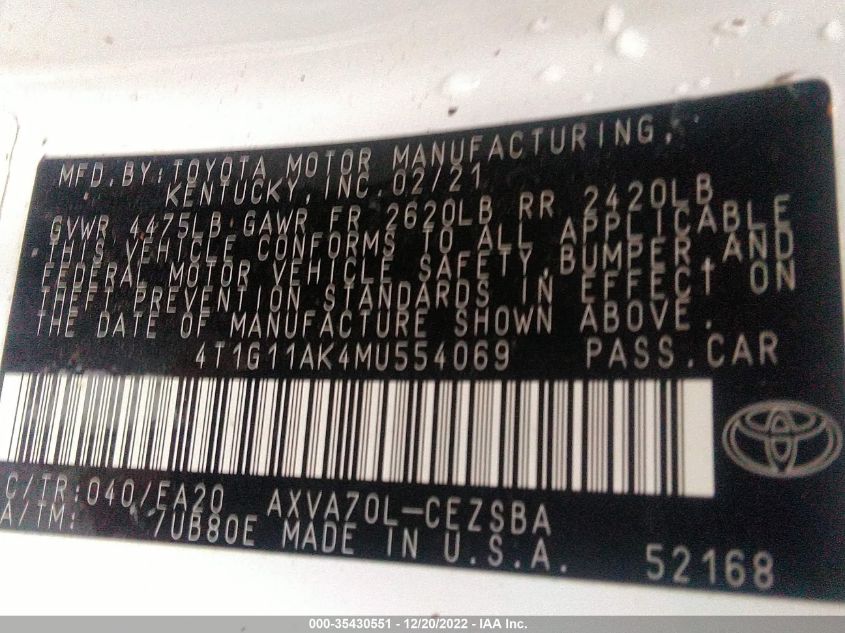 MFD.BY:TOYOTA MOTOR MANUFACTURING,
KENTUCKY,INC.02/21
GVWR 4475LB GAWR FR 2620LB RR 2420LB
THIS VEHICLE CONFORMS TO ALL APPLICABLE
FEDERAL MOTOR VEHICLE SAFETY,BUMPER,AND
THEFT PREVENTION STANDARDS IN EFFECT ON
THE DATE OF MANUFACTURE SHOWN ABOVE.
4T1G11AK4MU554069 PASS.CAR
C/TR:040/EA20 AXVA70L-CEZSBA
A/TM: /UB80E MADE IN U.S.A. 52168
000-35430551 - 12/20/2022 - IAA Inc.